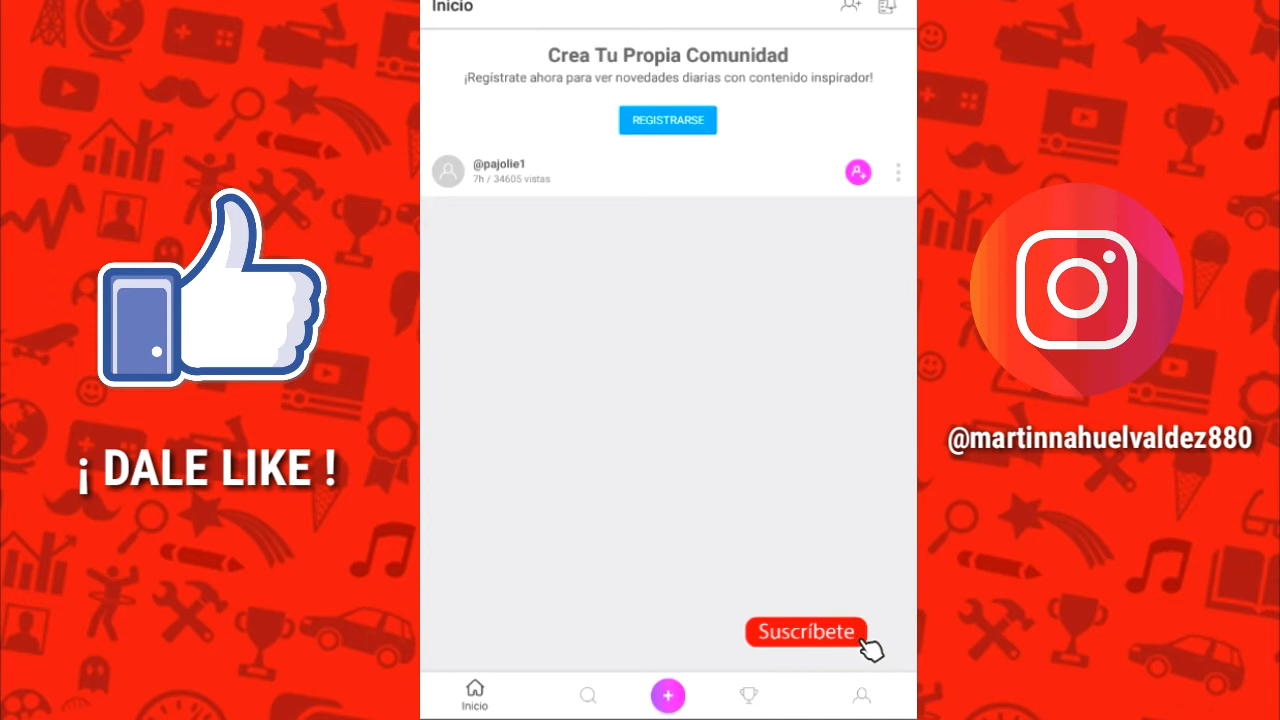 Inicio
Crea Tu Propia Comunidad
¡Regístrate ahora para ver novedades diarias con contenido inspirador!
REGISTRARSE
@pajolie1
7h / 34605 vistas
¡ DALE LIKE !
@martinnahuelvaldez880
Suscríbete
Inicio